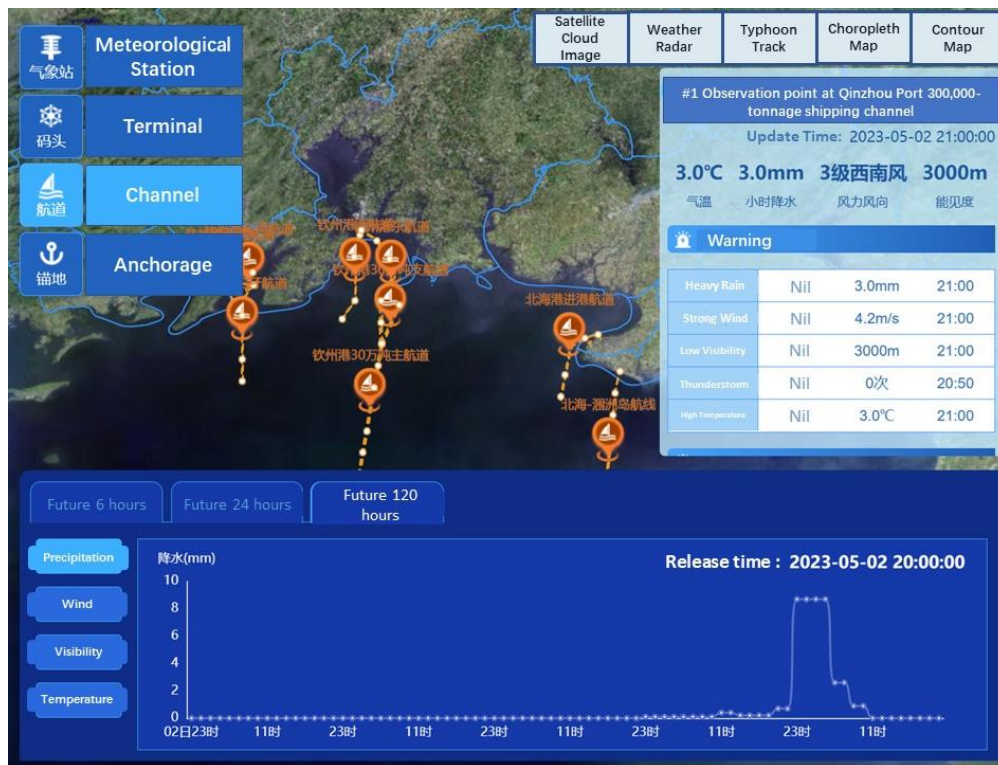 Satellite
Cloud
Image
Weather
Radar
Typhoon
Track
Choropleth
Map
Contour
Map
气象站
Meteorological
Station
码头
Terminal
航道
Channel
锚地
Anchorage
#1 Observation point at Qinzhou Port 300,000-
tonnage shipping channel
Update Time: 2023-05-02 21:00:00
3.0℃ 3.0mm 3级西南风 3000m
气温 小时降水 风力风向 能见度
Warning
Heavy Rain Nil 3.0mm 21:00
Strong Wind Nil 4.2m/s 21:00
Low Visibility Nil 3000m 21:00
Thunderstorm Nil 0次 20:50
High Temperature Nil 3.0℃ 21:00
北海港进港航道
钦州港30万吨主航道
北海-涠洲岛航线
Future 6 hours
Future 24 hours
Future 120
hours
Precipitation
Wind
Visibility
Temperature
降水(mm)
Release time : 2023-05-02 20:00:00
10
8
6
4
2
0
02日23时 11时 23时 11时 23时 11时 23时 11时 23时 11时